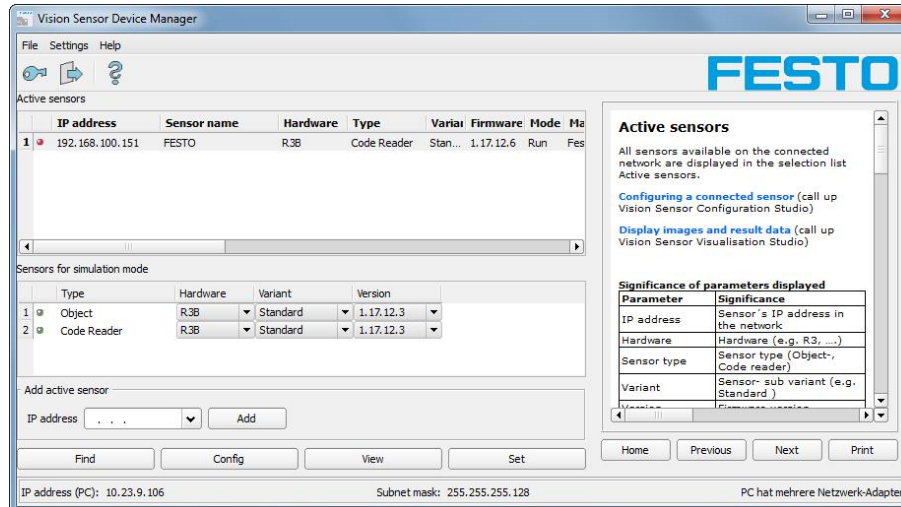 Vision Sensor Device Manager
File Settings Help
FESTO
Active sensors
IP address Sensor name Hardware Type Varia Firmware Mode Ma
1 192.168.100.151 FESTO R3B Code Reader Stan... 1.17.12.6 Run Fes
Sensors for simulation mode
Type Hardware Variant Version
1 Object R3B Standard 1.17.12.3
2 Code Reader R3B Standard 1.17.12.3
Add active sensor
IP address . . . Add
Find Config View Set
Active sensors
All sensors available on the connected
network are displayed in the selection list
Active sensors.
Configuring a connected sensor (call up
Vision Sensor Configuration Studio)
Display images and result data (call up
Vision Sensor Visualisation Studio)
Significance of parameters displayed
Parameter Significance
IP address Sensor´s IP address in
the network
Hardware Hardware (e.g. R3, ....)
Sensor type Sensor type (Object-,
Code reader)
Variant Sensor- sub variant (e.g.
Standard )
Home Previous Next Print
IP address (PC): 10.23.9.106 Subnet mask: 255.255.255.128 PC hat mehrere Netzwerk-Adapter